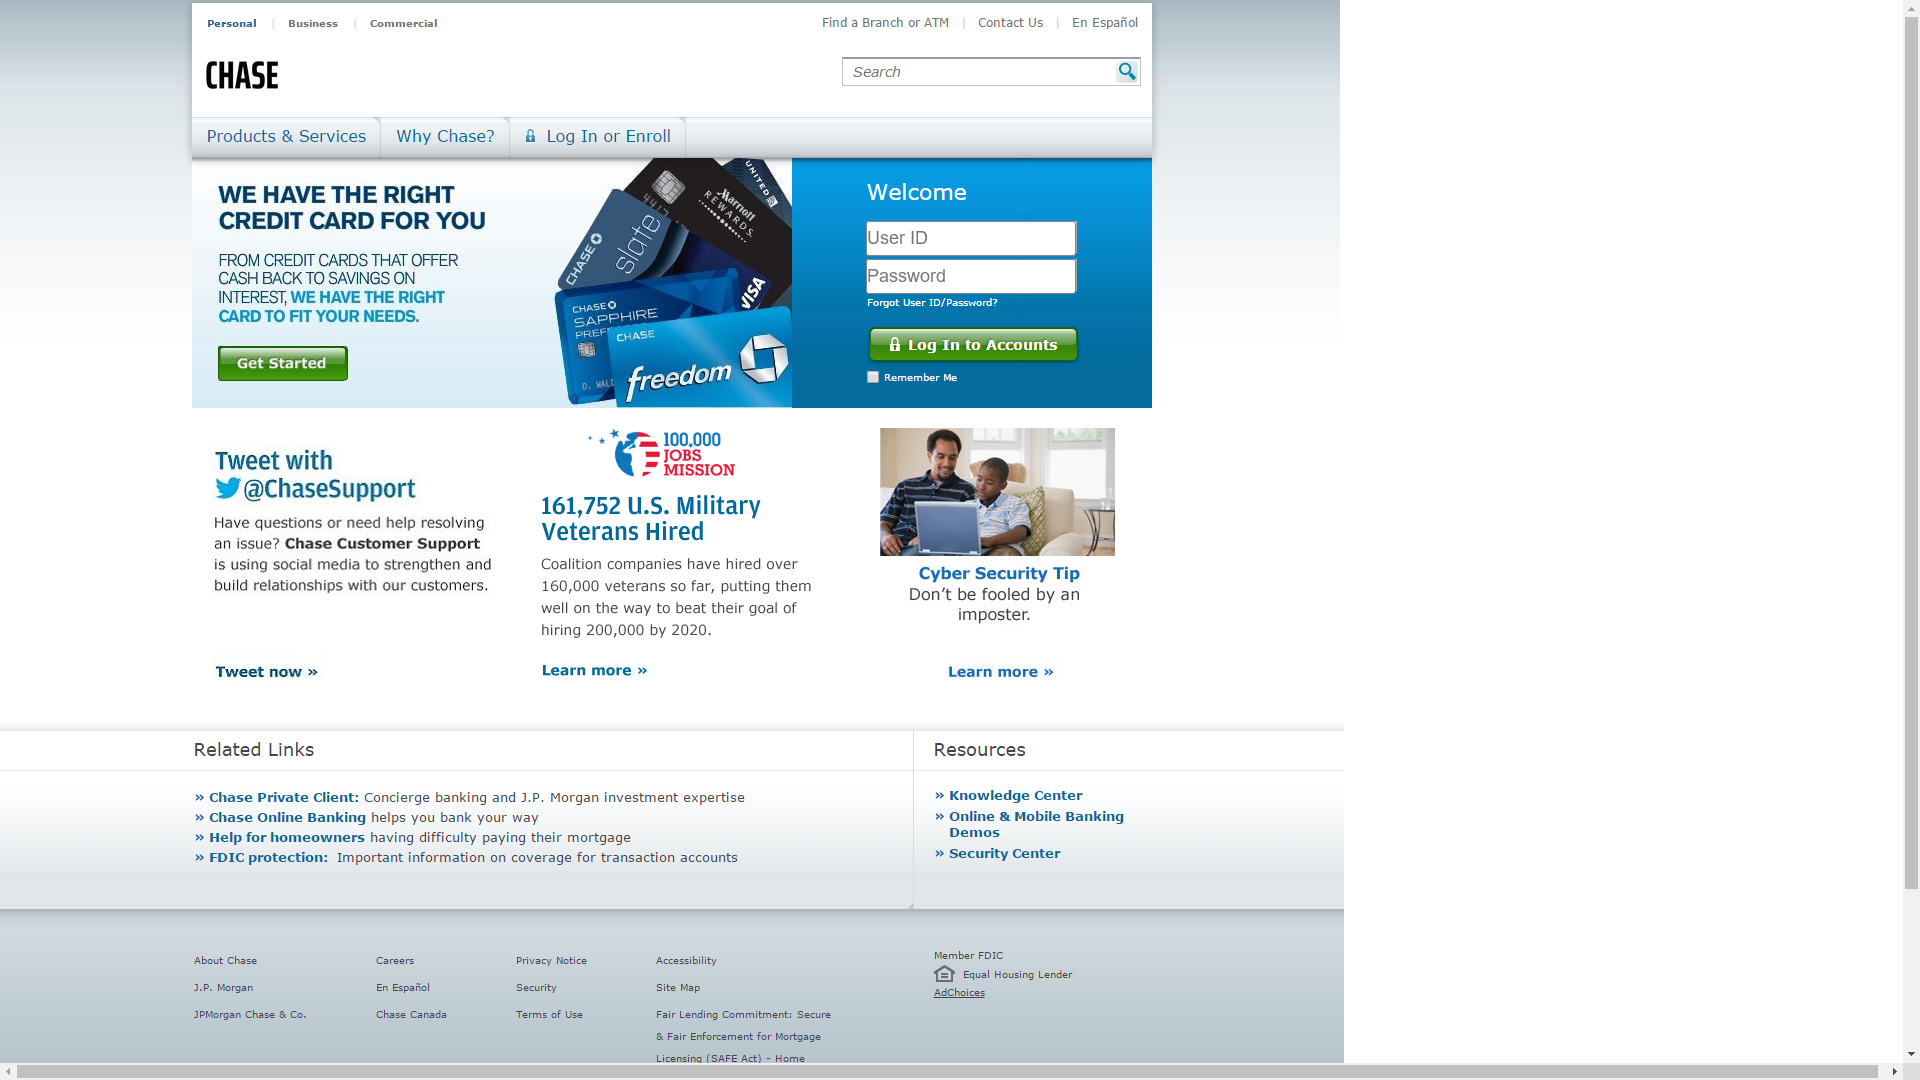 Personal | Business | Commercial
Find a Branch or ATM | Contact Us | En Español
CHASE
Search
Products & Services
Why Chase?
Log In or Enroll
WE HAVE THE RIGHT
CREDIT CARD FOR YOU
FROM CREDIT CARDS THAT OFFER
CASH BACK TO SAVINGS ON
INTEREST, WE HAVE THE RIGHT
CARD TO FIT YOUR NEEDS.
Get Started
UNITED
Marriott
REWARDS.
4417
CHASE
slate
VISA
CHASE
SAPPHIRE
CHASE
freedom
Welcome
User ID
Password
Forgot User ID/Password?
Log In to Accounts
Remember Me
Tweet with
@ChaseSupport
Have questions or need help resolving
an issue? Chase Customer Support
is using social media to strengthen and
build relationships with our customers.
Tweet now »
100,000
JOBS
MISSION
161,752 U.S. Military
Veterans Hired
Coalition companies have hired over
160,000 veterans so far, putting them
well on the way to beat their goal of
hiring 200,000 by 2020.
Learn more »
Cyber Security Tip
Don’t be fooled by an
imposter.
Learn more »
Related Links
» Chase Private Client: Concierge banking and J.P. Morgan investment expertise
» Chase Online Banking helps you bank your way
» Help for homeowners having difficulty paying their mortgage
» FDIC protection: Important information on coverage for transaction accounts
Resources
» Knowledge Center
» Online & Mobile Banking
Demos
» Security Center
About Chase
J.P. Morgan
JPMorgan Chase & Co.
Careers
En Español
Chase Canada
Privacy Notice
Security
Terms of Use
Accessibility
Site Map
Fair Lending Commitment: Secure
& Fair Enforcement for Mortgage
Licensing (SAFE Act) - Home
Member FDIC
Equal Housing Lender
AdChoices